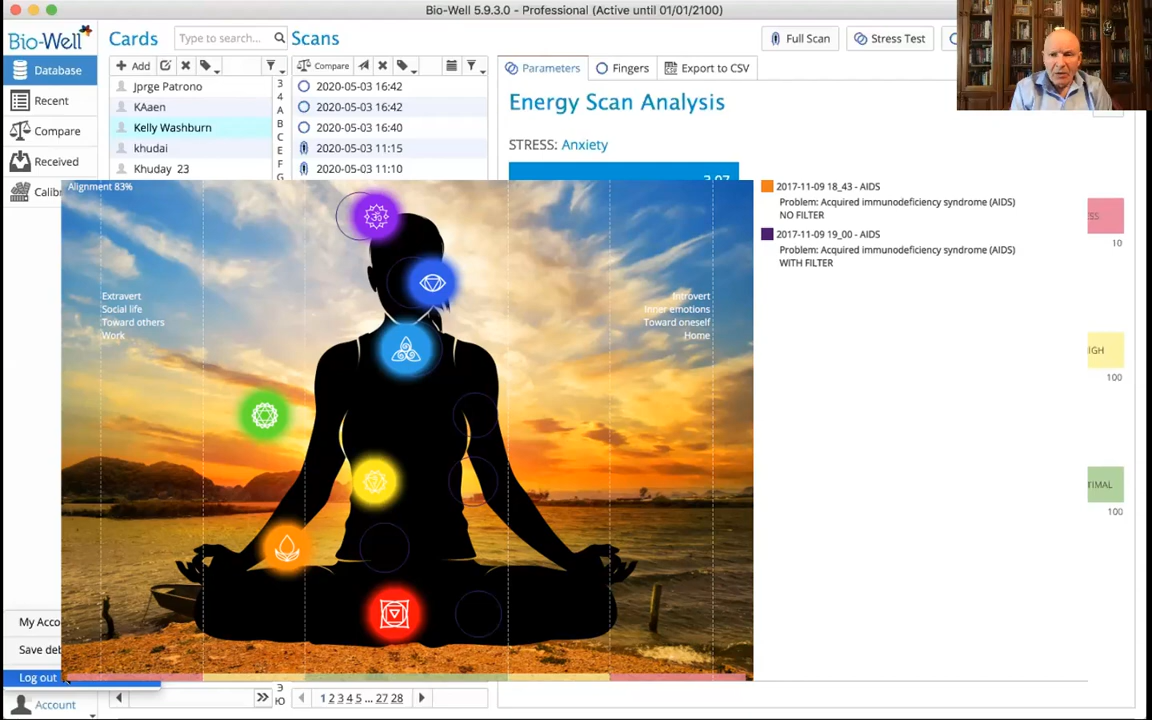 Bio-Well 5.9.3.0 - Professional (Active until 01/01/2100)
Bio-Well
Cards
Type to search...
Scans
Full Scan
Stress Test
Database
Add
Compare
Parameters
Fingers
Export to CSV
Recent
Compare
Received
Jprge Patrono
KAaen
Kelly Washburn
khudai
Khuday 23
3
4
A
B
C
E
F
G
2020-05-03 16:42
2020-05-03 16:42
2020-05-03 16:40
2020-05-03 11:15
2020-05-03 11:10
Energy Scan Analysis
STRESS: Anxiety
Alignment 83%
Extravert
Social life
Toward others
Work
Introvert
Inner emotions
Toward oneself
Home
2017-11-09 18_43 - AIDS
Problem: Acquired immunodeficiency syndrome (AIDS)
NO FILTER
2017-11-09 19_00 - AIDS
Problem: Acquired immunodeficiency syndrome (AIDS)
WITH FILTER
10
100
100
My Acco
Save deb
Log out
Account
Э
Ю
1 2 3 4 5 ... 27 28